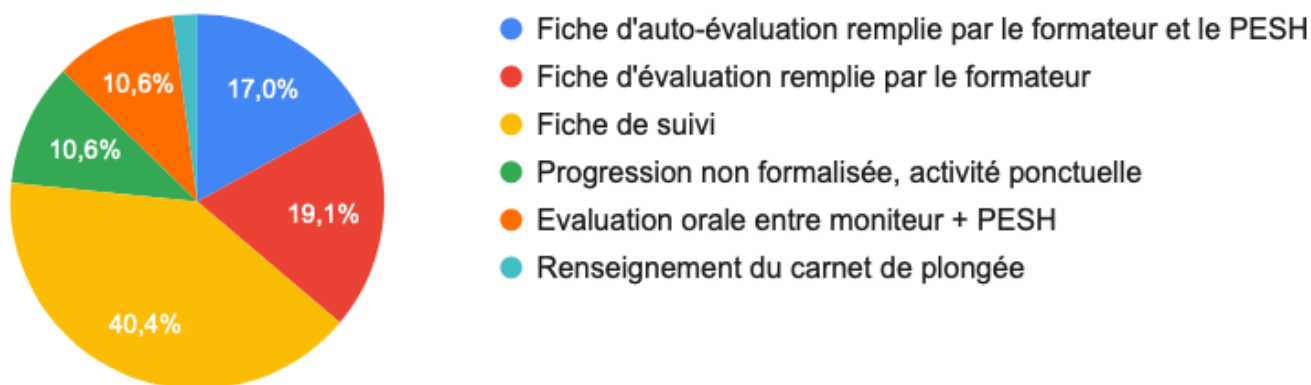 17,0%
19,1%
40,4%
10,6%
10,6%
Fiche d'auto-évaluation remplie par le formateur et le PESH
Fiche d'évaluation remplie par le formateur
Fiche de suivi
Progression non formalisée, activité ponctuelle
Evaluation orale entre moniteur + PESH
Renseignement du carnet de plongée